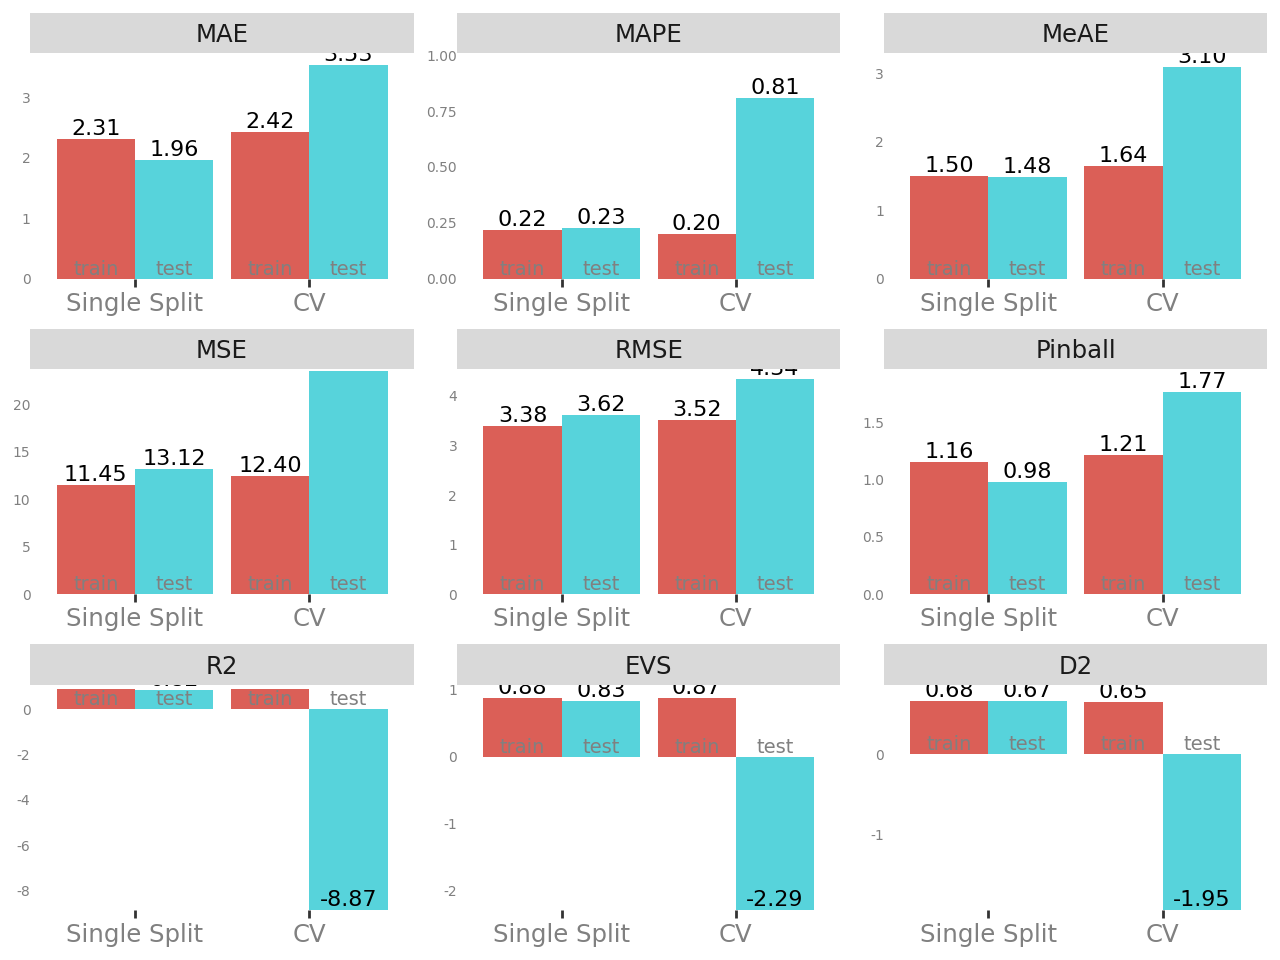 MAE
MAPE
MeAE
3.53
1.00
3.10
3
2.31
1.96
2.42
2
1
0
train
test
train
test
Single Split
CV
0.81
0.75
0.50
0.25
0.22
0.23
0.20
0.00
train
test
train
test
Single Split
CV
3
2
1.50
1.48
1.64
1
0
train
test
train
test
Single Split
CV
MSE
RMSE
Pinball
20
15
11.45
13.12
12.40
10
5
0
train
test
train
test
Single Split
CV
4.34
4
3.38
3.62
3.52
3
2
1
0
train
test
train
test
Single Split
CV
1.77
1.5
1.16
0.98
1.21
1.0
0.5
0.0
train
test
train
test
Single Split
CV
R2
EVS
D2
train
test
train
test
0
-2
-4
-6
-8
-8.87
Single Split
CV
1
0.88
0.83
0.87
train
test
train
test
0
-1
-2
-2.29
Single Split
CV
0.68
0.67
0.65
train
test
train
test
0
-1
-1.95
Single Split
CV